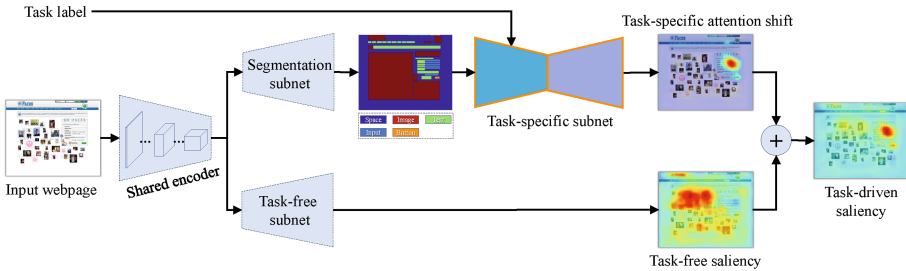 Task label
Task-specific attention shift
Segmentation
subnet
Space
Image
Text
Input
Button
Task-specific subnet
Input webpage
Shared encoder
Task-free
subnet
Task-free saliency
Task-driven
saliency